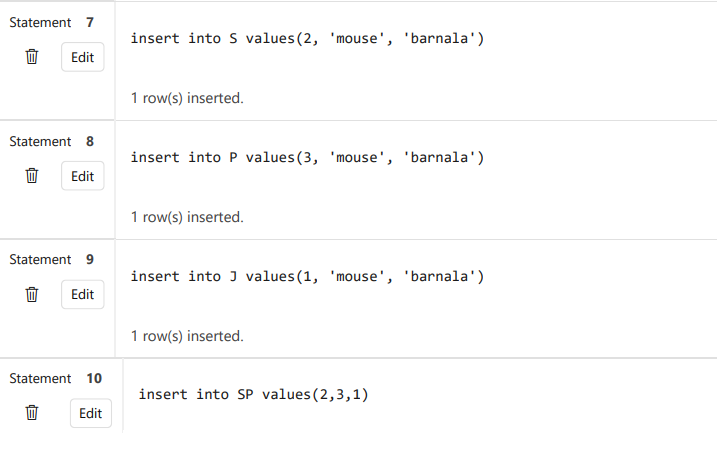 Statement 7
Edit
insert into S values(2, 'mouse', 'barnala')
1 row(s) inserted.
Statement 8
Edit
insert into P values(3, 'mouse', 'barnala')
1 row(s) inserted.
Statement 9
Edit
insert into J values(1, 'mouse', 'barnala')
1 row(s) inserted.
Statement 10
Edit
insert into SP values(2,3,1)